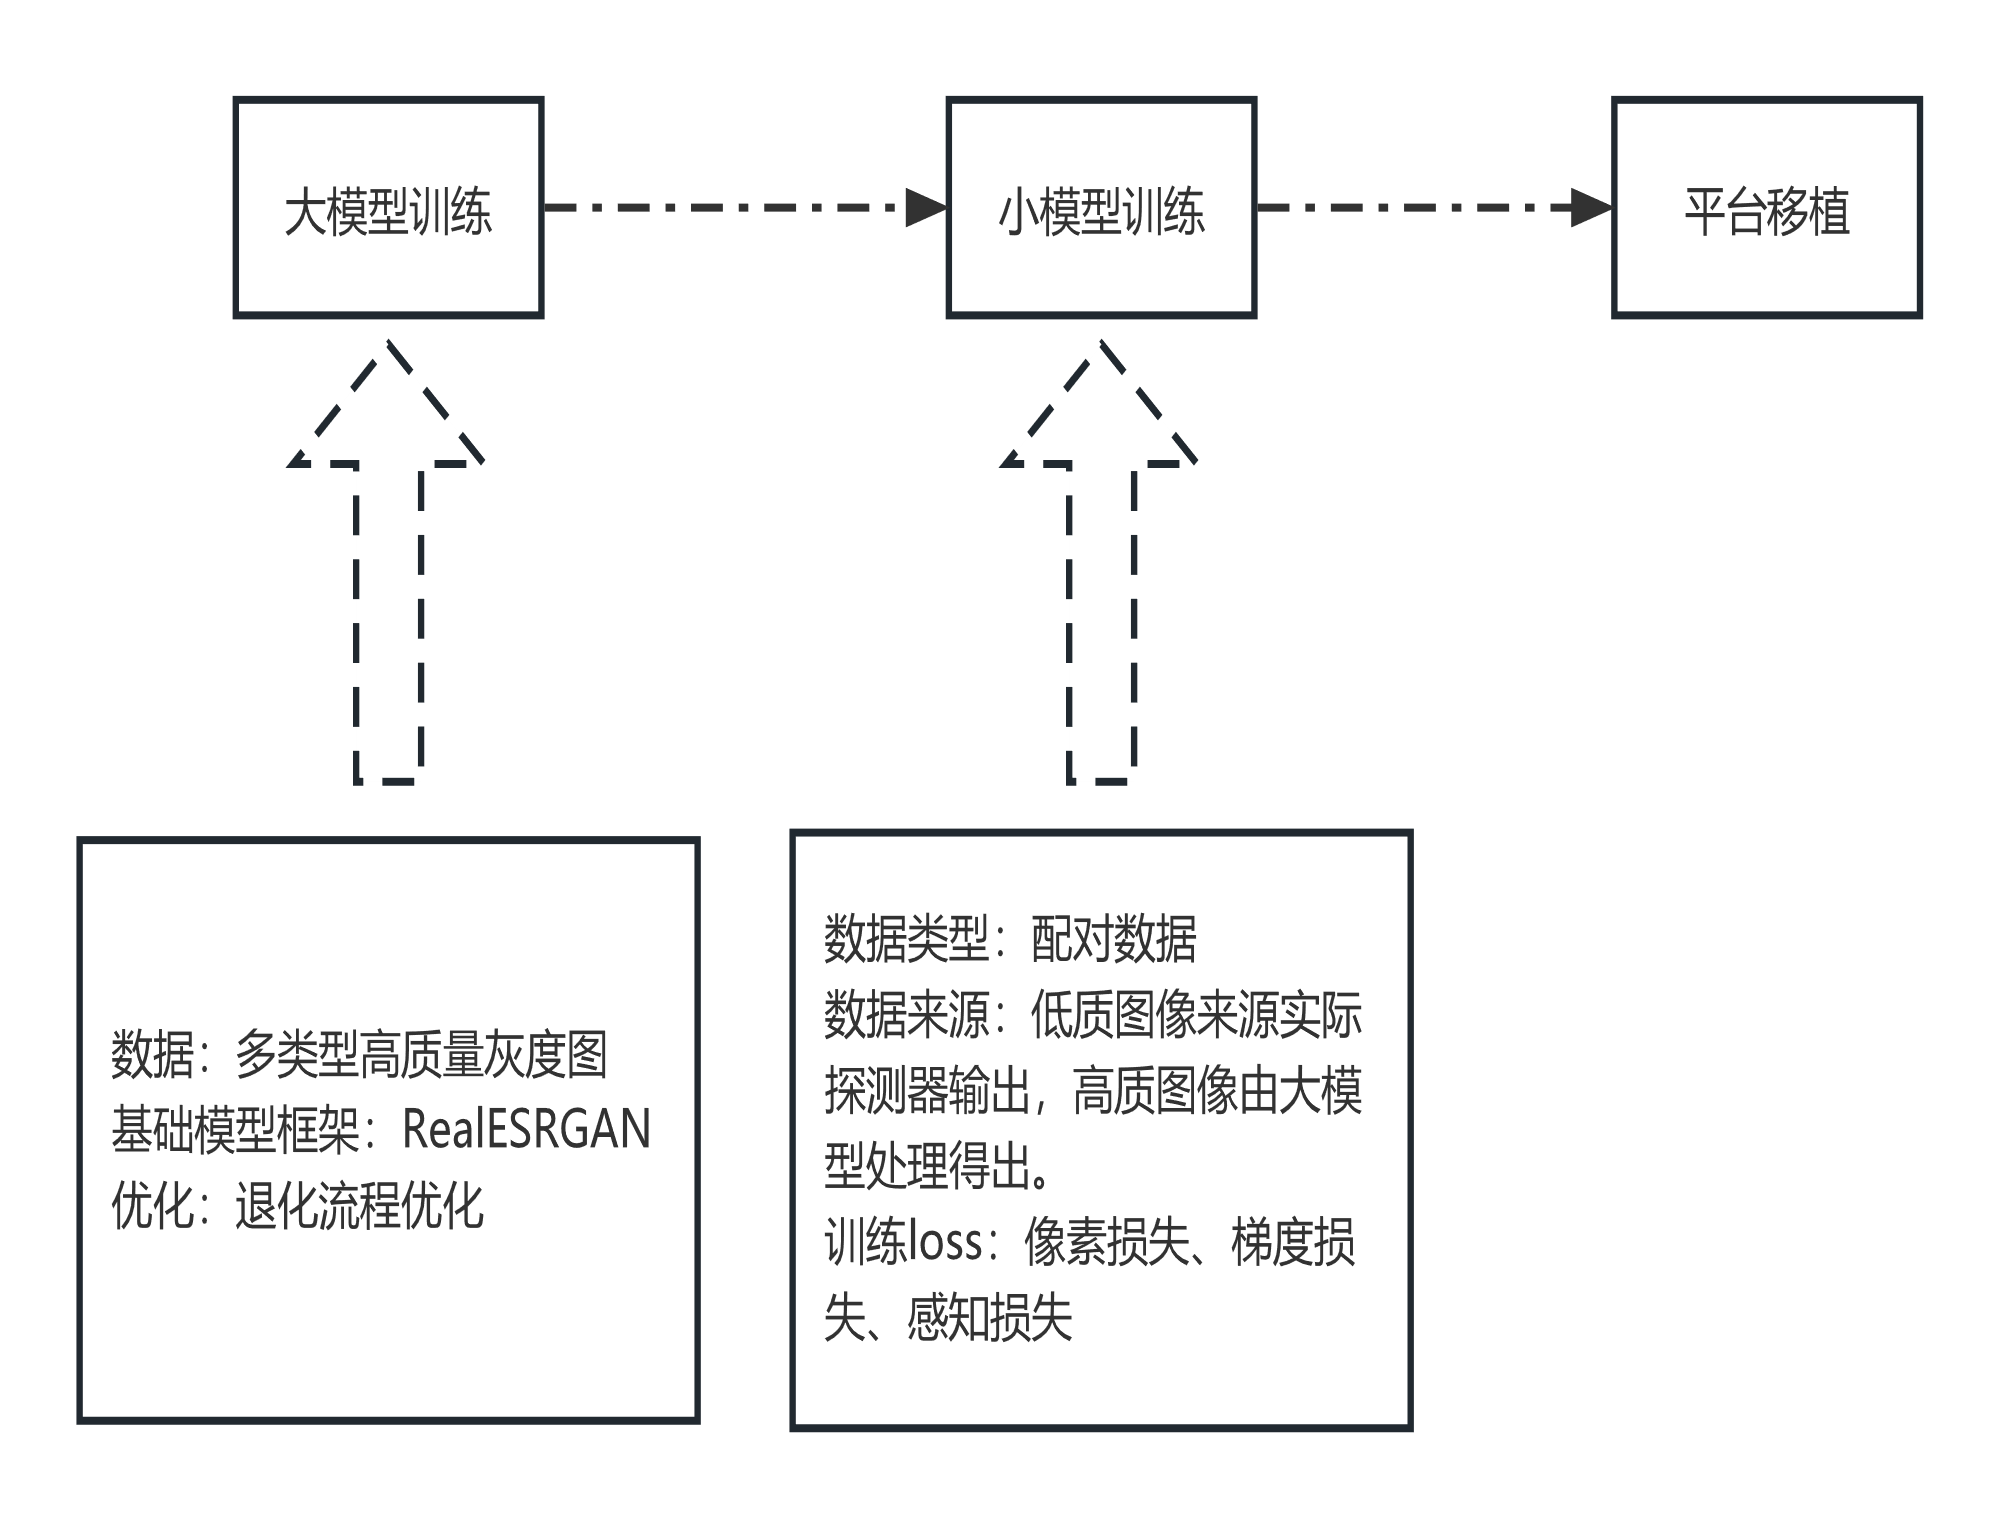 大模型训练
小模型训练
平台移植
数据：多类型高质量灰度图
基础模型框架：RealESRGAN
优化：退化流程优化
数据类型：配对数据
数据来源：低质图像来源实际
探测器输出，高质图像由大模
型处理得出。
训练loss：像素损失、梯度损
失、感知损失